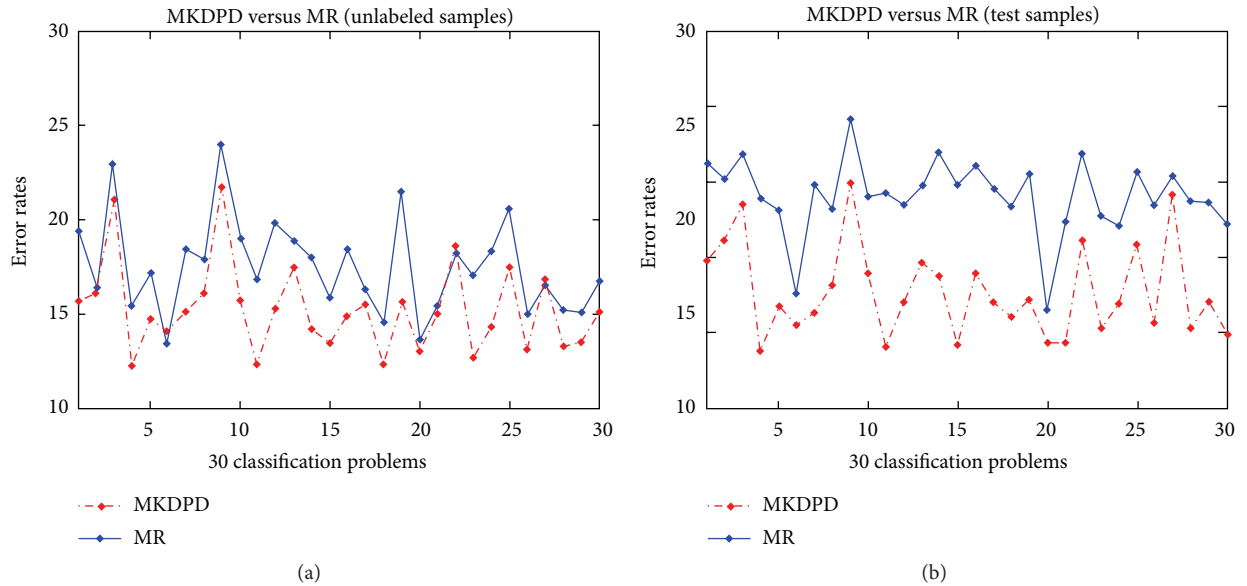 MKDPD versus MR (unlabeled samples)
30
25
20
15
10
Error rates
5 10 15 20 25 30
30 classification problems
MKDPD
MR
(a)
MKDPD versus MR (test samples)
30
25
20
15
10
Error rates
5 10 15 20 25 30
30 classification problems
MKDPD
MR
(b)